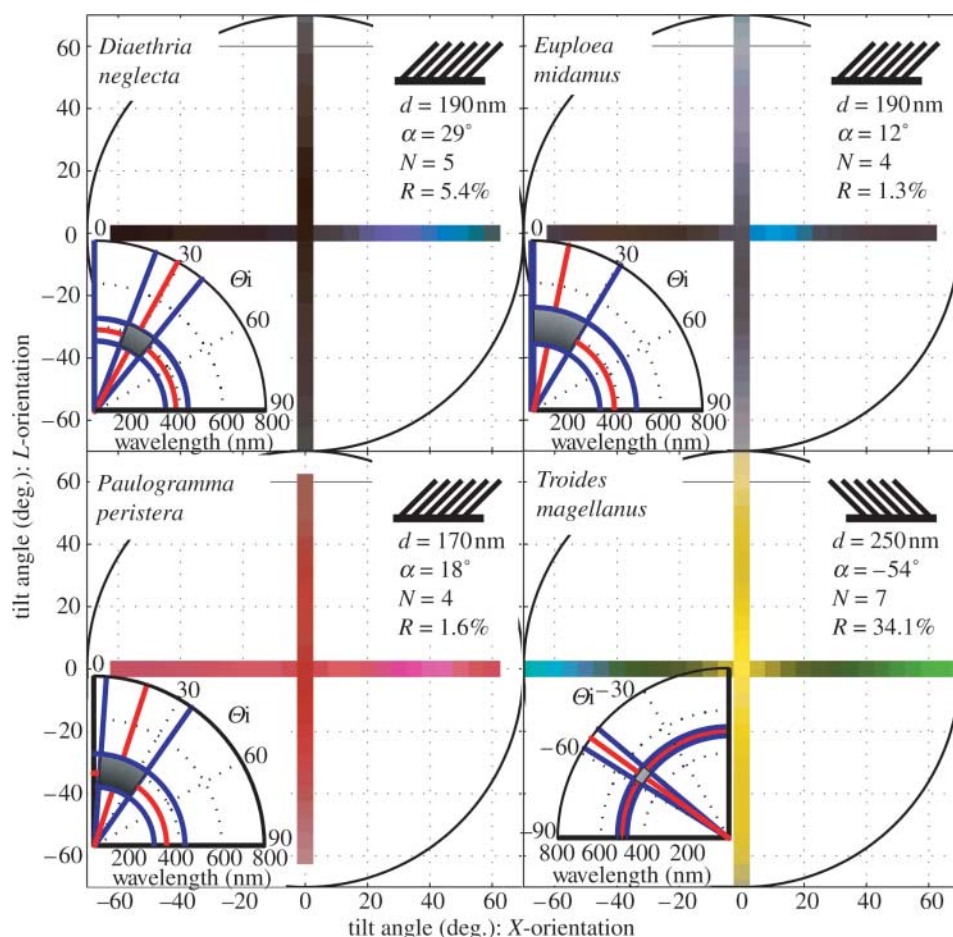 Diaethria
neglecta
d = 190 nm
α = 29°
N = 5
R = 5.4%
60
40
20
0
−20
−40
−60
0
30
Θi
60
90
200 400 600 800
wavelength (nm)
Euploea
midamus
d = 190 nm
α = 12°
N = 4
R = 1.3%
0
30
Θi
60
90
200 400 600 800
wavelength (nm)
tilt angle (deg.): L-orientation
Paulogramma
peristera
d = 170 nm
α = 18°
N = 4
R = 1.6%
60
40
20
0
−20
−40
−60
0
30
Θi
60
90
200 400 600 800
wavelength (nm)
−60 −40 −20 0 20 40 60
Troides
magellanus
d = 250 nm
α = −54°
N = 7
R = 34.1%
Θi
−30
−60
−90
800 600 400 200
wavelength (nm)
−60 −40 −20 0 20 40 60
tilt angle (deg.): X-orientation